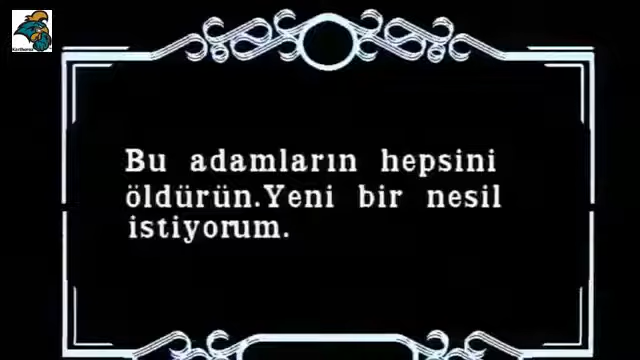 Bu adamların hepsini
öldürün.Yeni bir nesil
istiyorum.